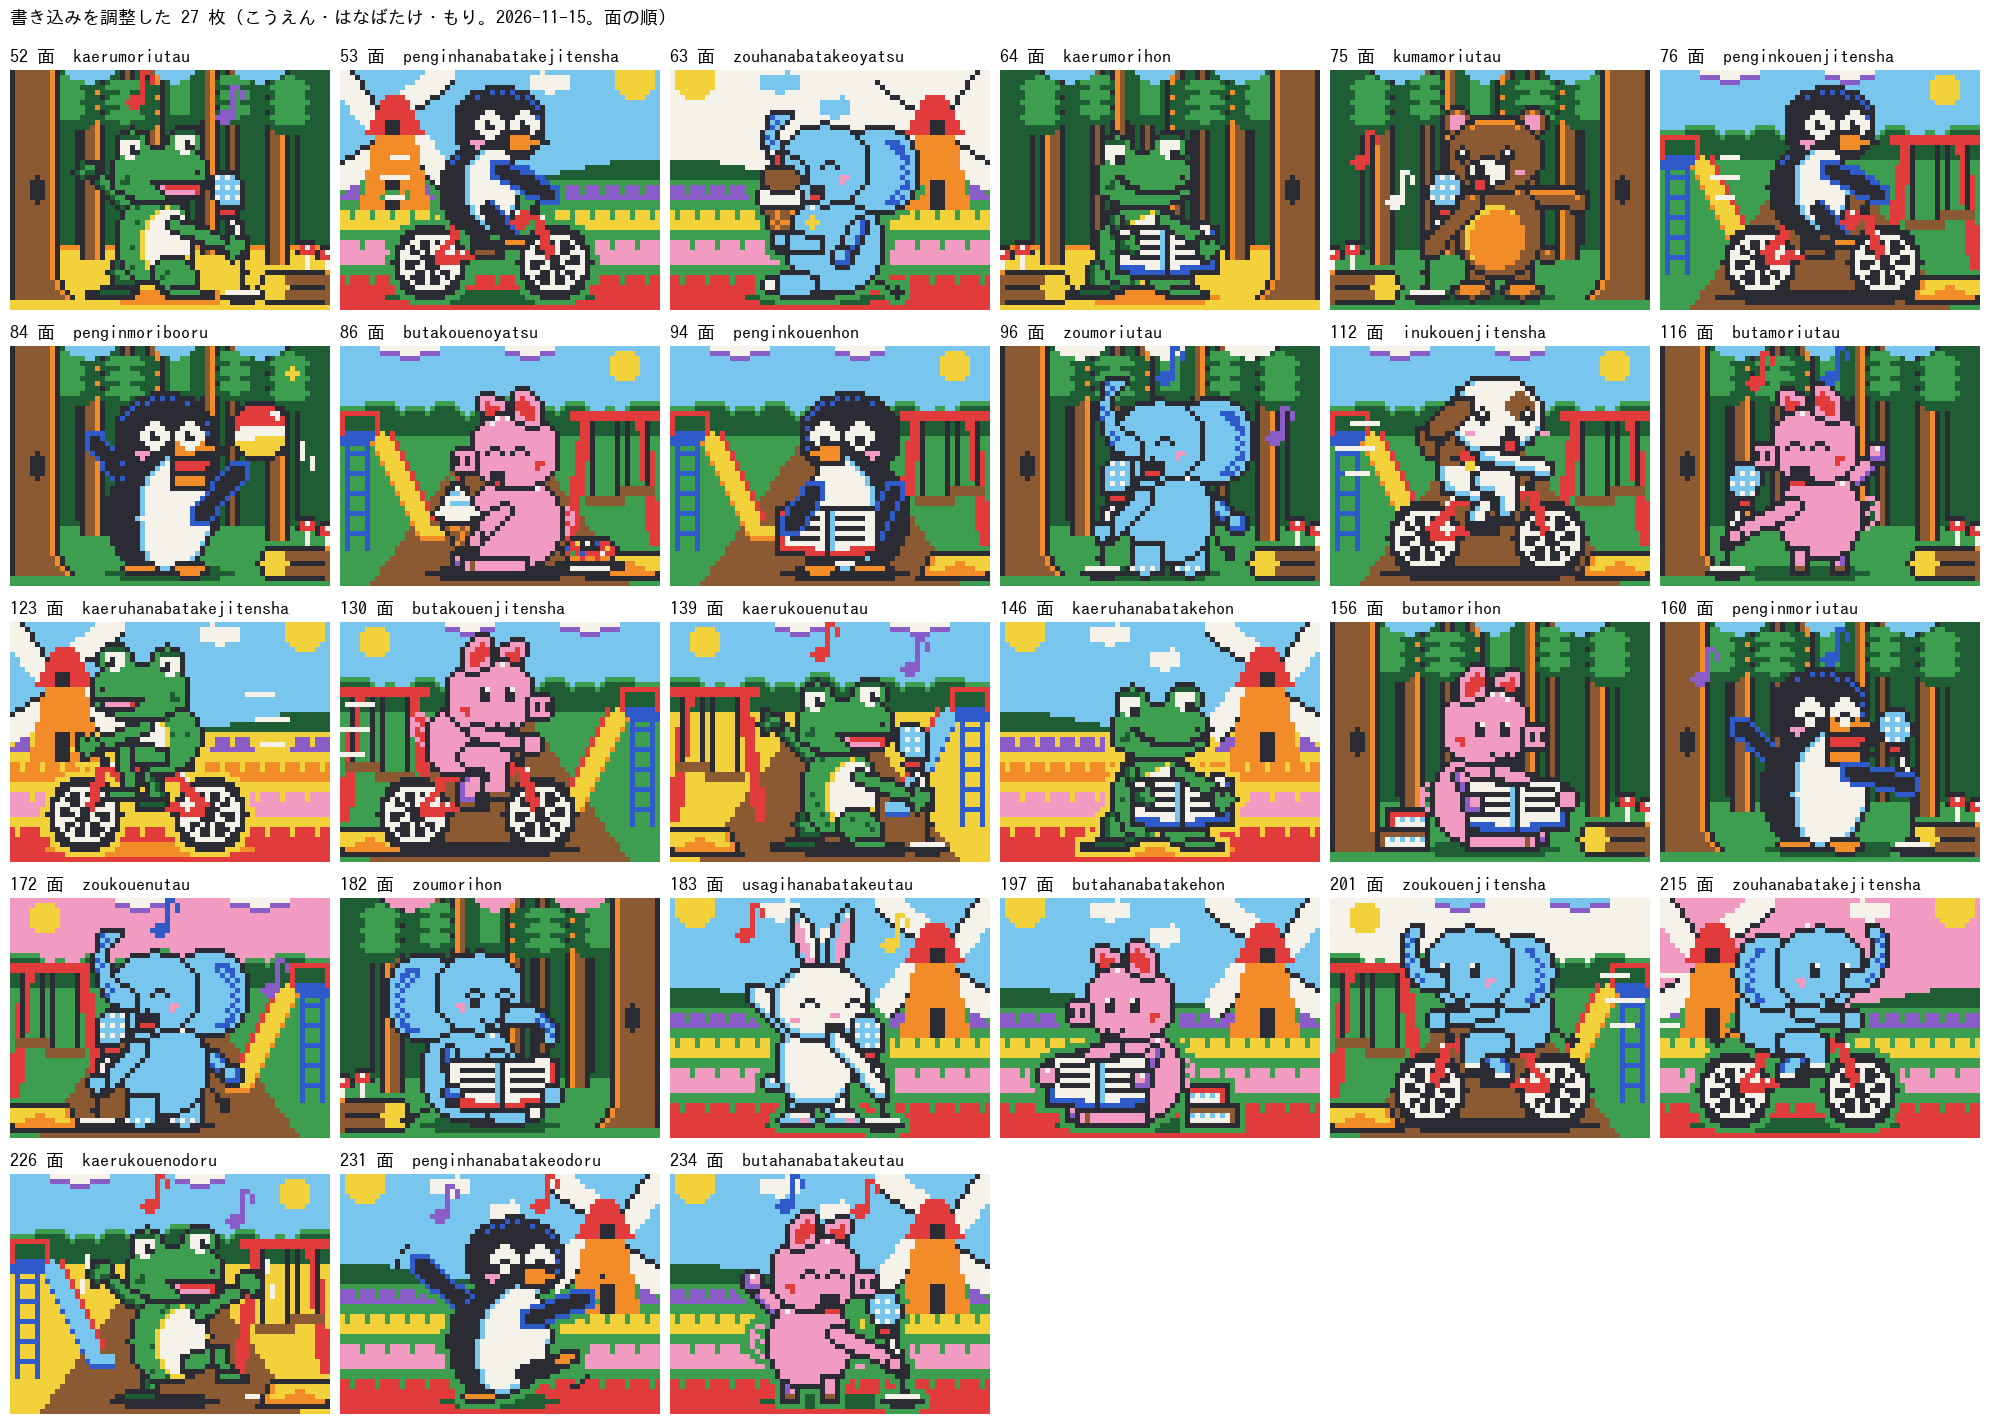 書き込みを調整した 27 枚（こうえん・はなばたけ・もり。2026-11-15。面の順）
52 面 kaerumoriutau
53 面 penginhanabatakejitensha
63 面 zouhanabatakeoyatsu
64 面 kaerumorihon
75 面 kumamoriutau
76 面 penginkouenjitensha
84 面 penginmoribooru
86 面 butakouenoyatsu
94 面 penginkouenhon
96 面 zoumoriutau
112 面 inukouenjitensha
116 面 butamoriutau
123 面 kaeruhanabatakejitensha
130 面 butakouenjitensha
139 面 kaerukouenutau
146 面 kaeruhanabatakehon
156 面 butamorihon
160 面 penginmoriutau
172 面 zoukouenutau
182 面 zoumorihon
183 面 usagihanabatakeutau
197 面 butahanabatakehon
201 面 zoukouenjitensha
215 面 zouhanabatakejitensha
226 面 kaerukouenodoru
231 面 penginhanabatakeodoru
234 面 butahanabatakeutau